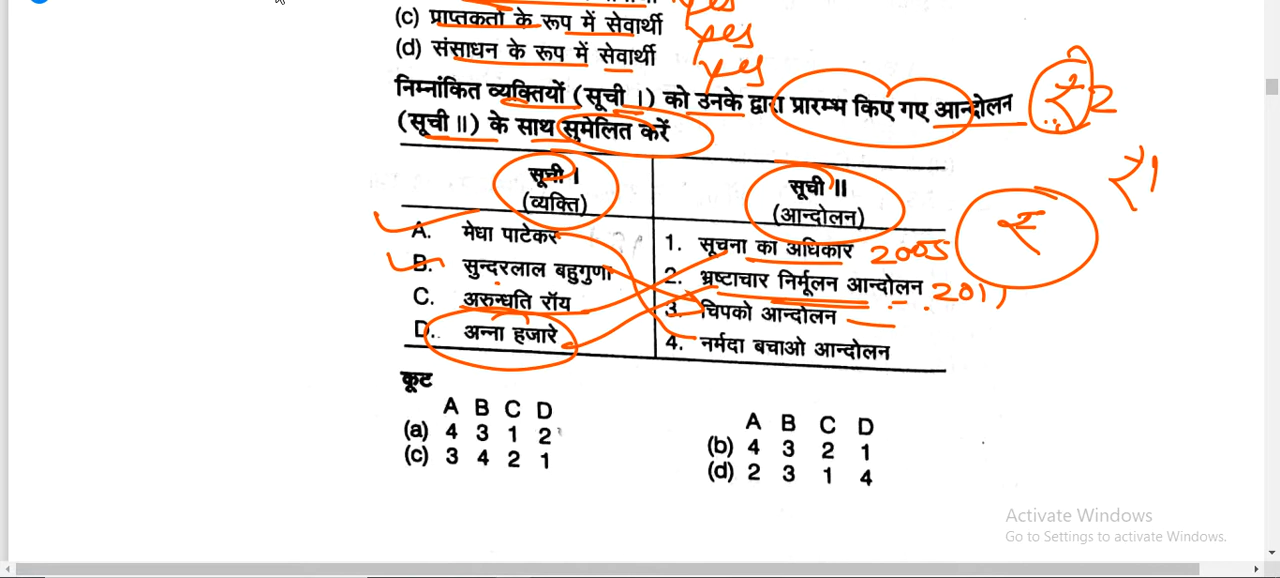 (c) प्राप्तकर्ता के रूप में सेवार्थी yes
(d) संसाधन के रूप में सेवार्थी yes
yes
निम्नांकित व्यक्तियों (सूची I) को उनके द्वारा प्रारम्भ किए गए आन्दोलन
(सूची II) के साथ सुमेलित करें
सूची I
(व्यक्ति)
सूची II
(आन्दोलन)
A. मेधा पाटेकर
1. सूचना का अधिकार 2005
B. सुन्दरलाल बहुगुणा
2. भ्रष्टाचार निर्मूलन आन्दोलन 2011
C. अरुन्धति रॉय
3. चिपको आन्दोलन
D. अन्ना हजारे
4. नर्मदा बचाओ आन्दोलन
कूट
A B C D
(a) 4 3 1 2
(c) 3 4 2 1
A B C D
(b) 4 3 2 1
(d) 2 3 1 4
Activate Windows
Go to Settings to activate Windows.